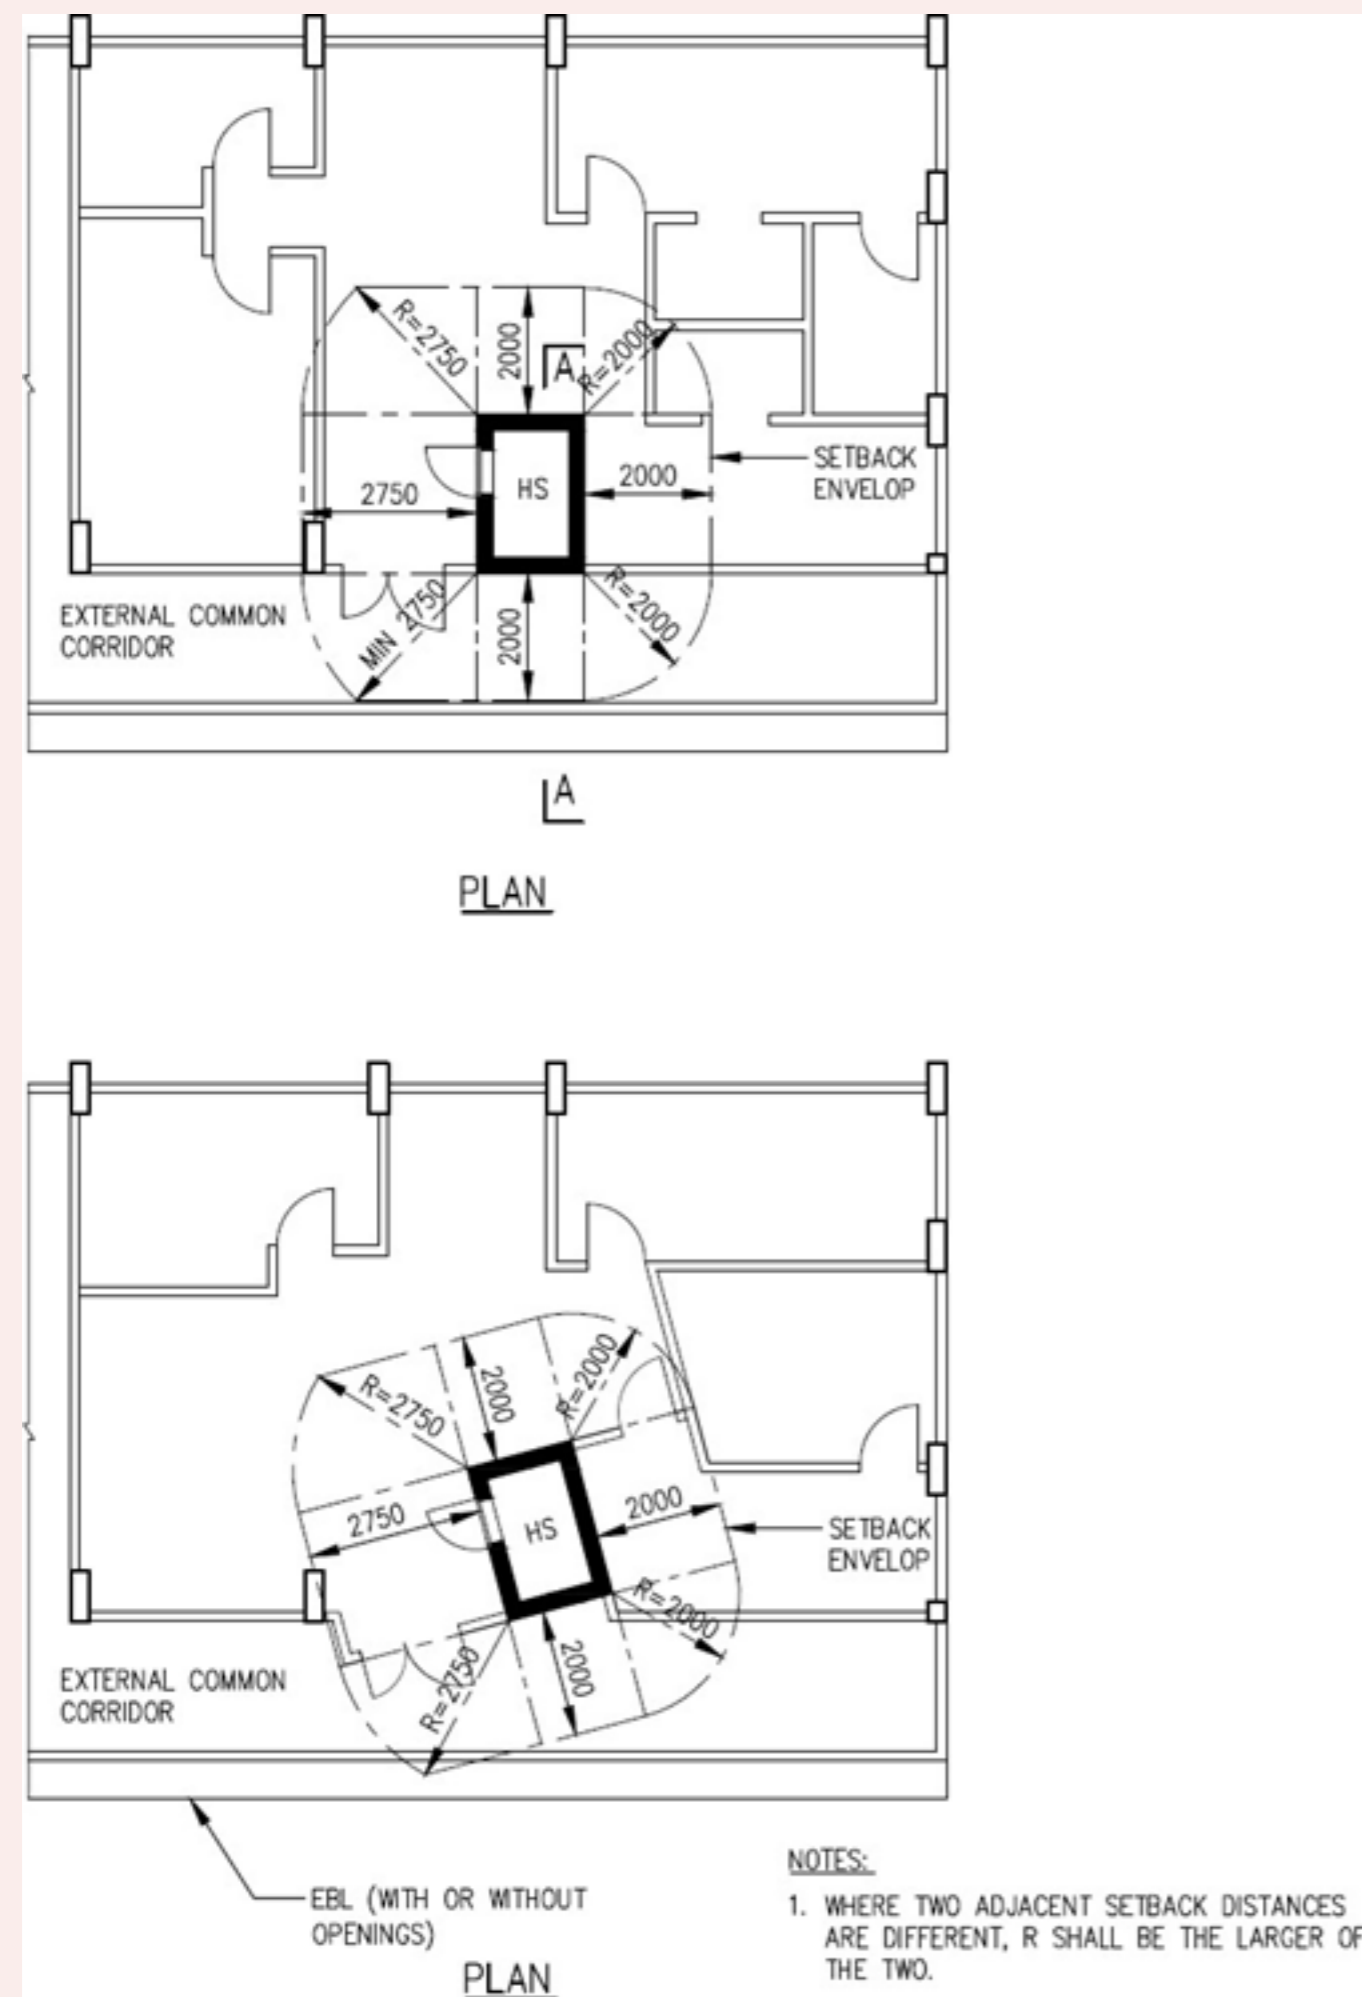 R=2750
2000
A
R=2000
SETBACK
ENVELOP
2750
HS
2000
EXTERNAL COMMON
CORRIDOR
MIN 2750
2000
R=2000
A
PLAN
R=2750
2000
R=2000
2750
HS
2000
SETBACK
ENVELOP
R=2000
EXTERNAL COMMON
CORRIDOR
R=2750
2000
EBL (WITH OR WITHOUT
OPENINGS)
PLAN
NOTES:
1. WHERE TWO ADJACENT SETBACK DISTANCES
ARE DIFFERENT, R SHALL BE THE LARGER OF
THE TWO.